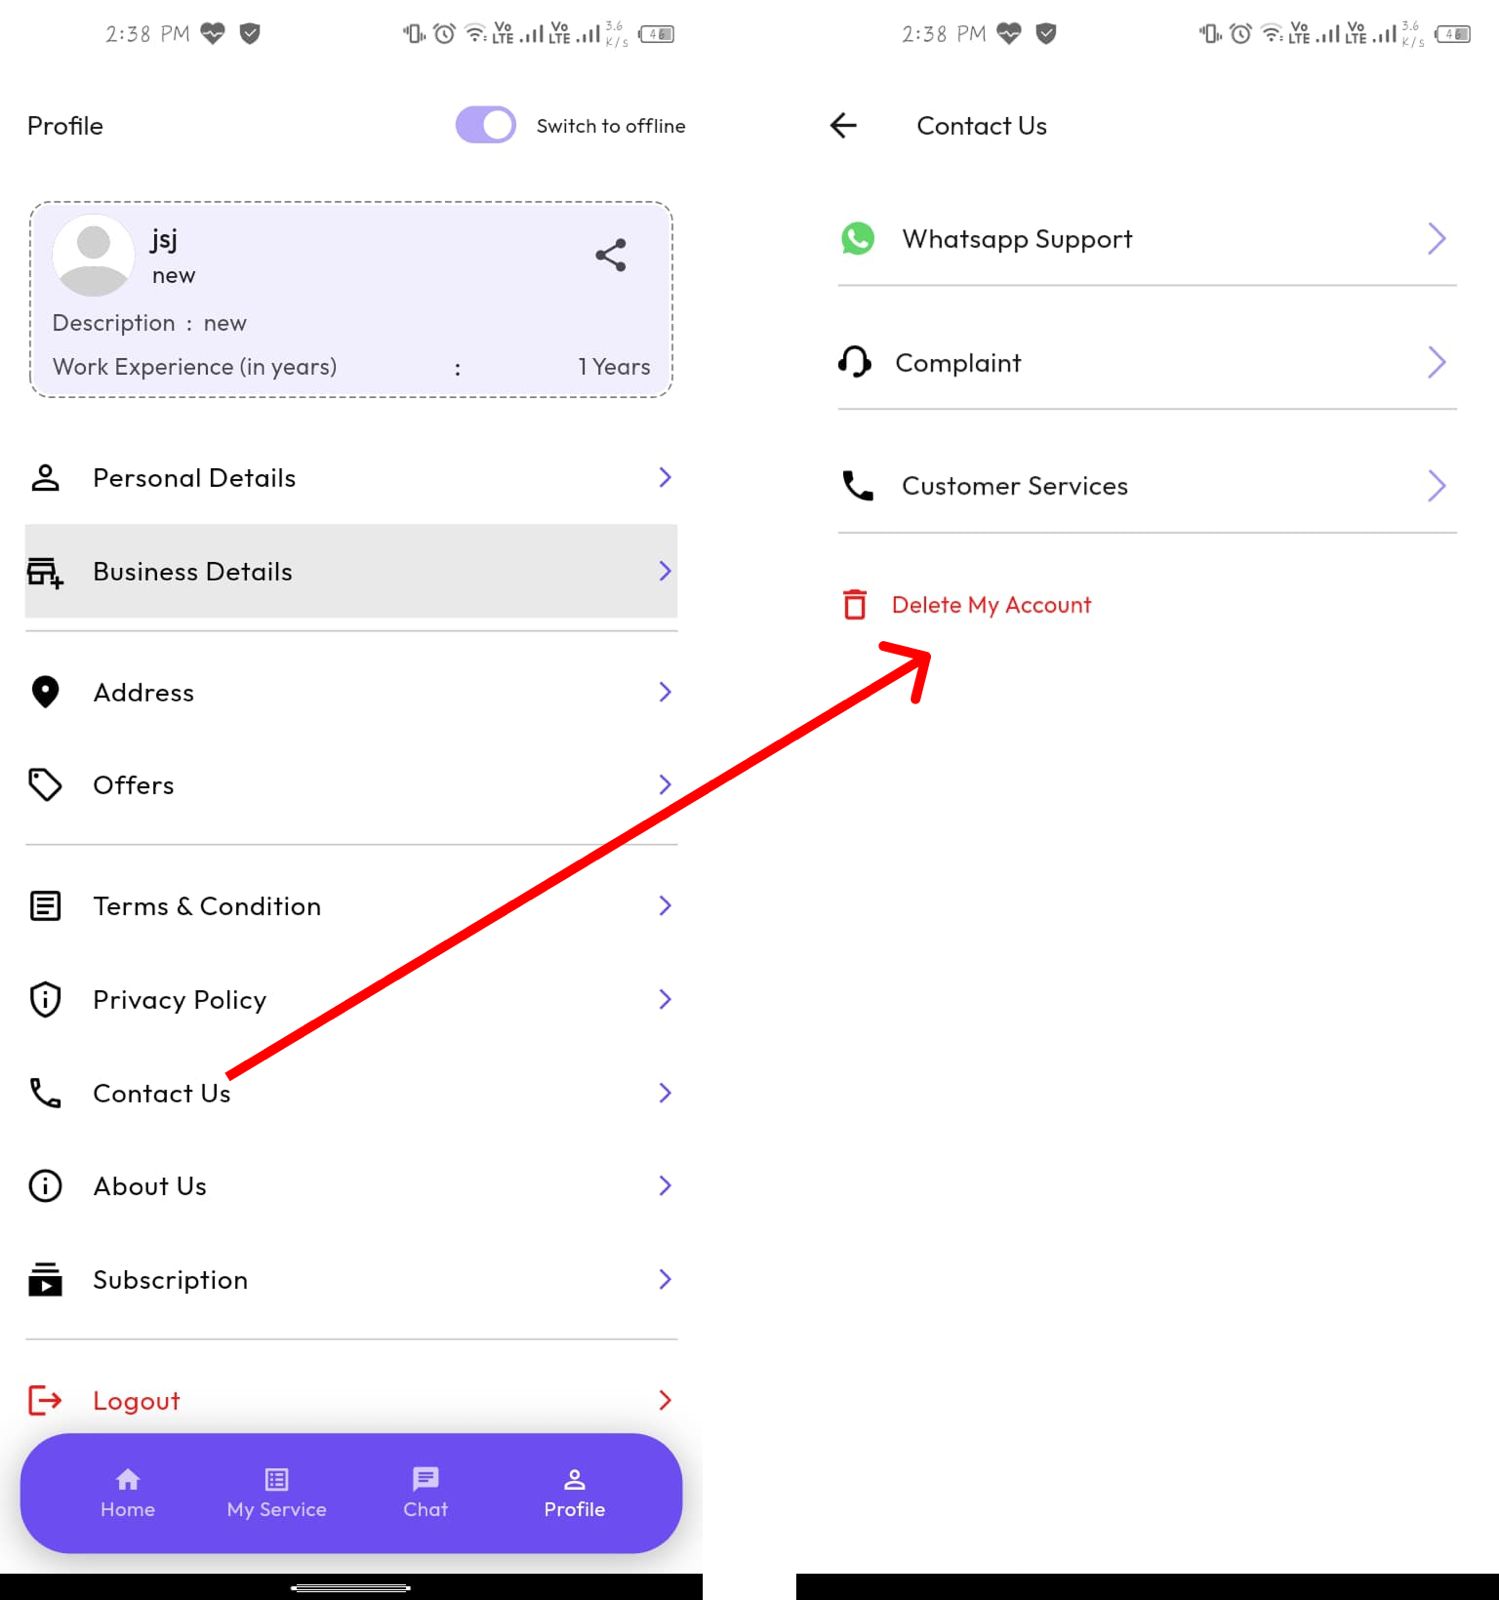 2:38 PM
Vo LTE Vo LTE 3.6 K/s 46
Profile
Switch to offline
jsj
new
Description : new
Work Experience (in years) : 1 Years
Personal Details
Business Details
Address
Offers
Terms & Condition
Privacy Policy
Contact Us
About Us
Subscription
Logout
Home
My Service
Chat
Profile
2:38 PM
Vo LTE Vo LTE 3.6 K/s 46
Contact Us
Whatsapp Support
Complaint
Customer Services
Delete My Account